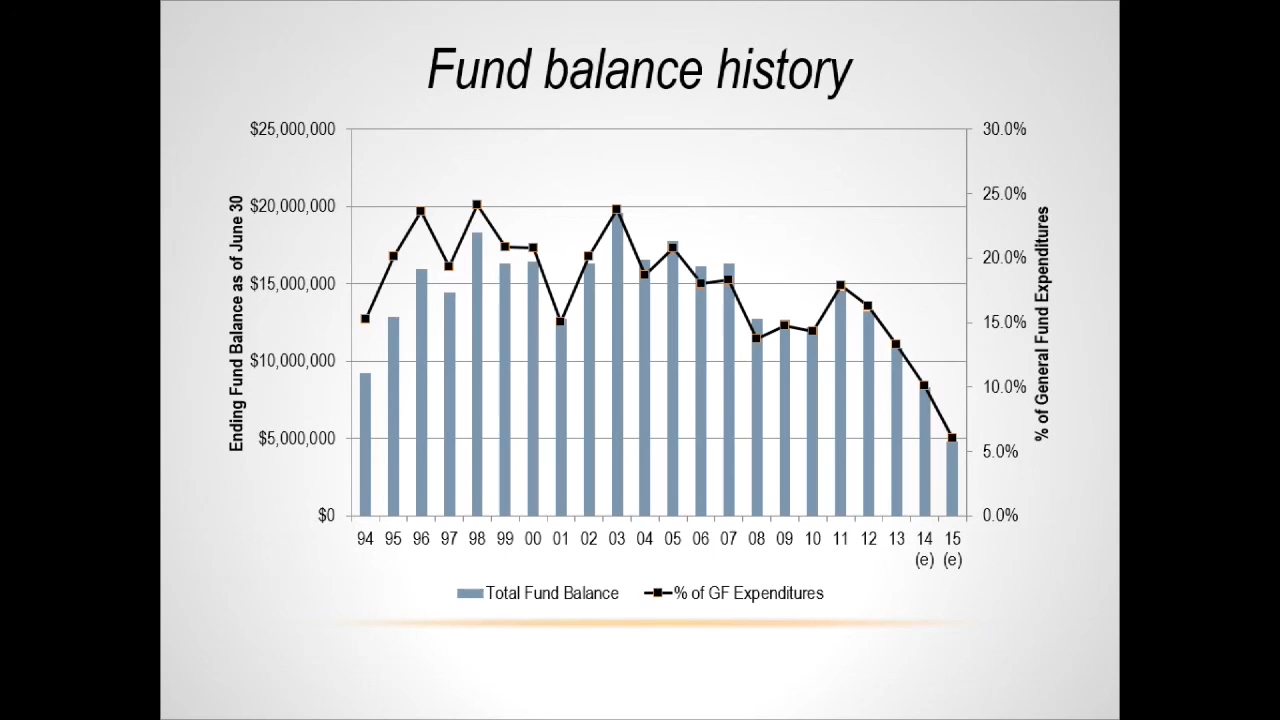 Fund balance history
Ending Fund Balance as of June 30
$25,000,000
$20,000,000
$15,000,000
$10,000,000
$5,000,000
$0
30.0%
25.0%
20.0%
15.0%
10.0%
5.0%
0.0%
% of General Fund Expenditures
94 95 96 97 98 99 00 01 02 03 04 05 06 07 08 09 10 11 12 13 14 15
(e) (e)
Total Fund Balance % of GF Expenditures